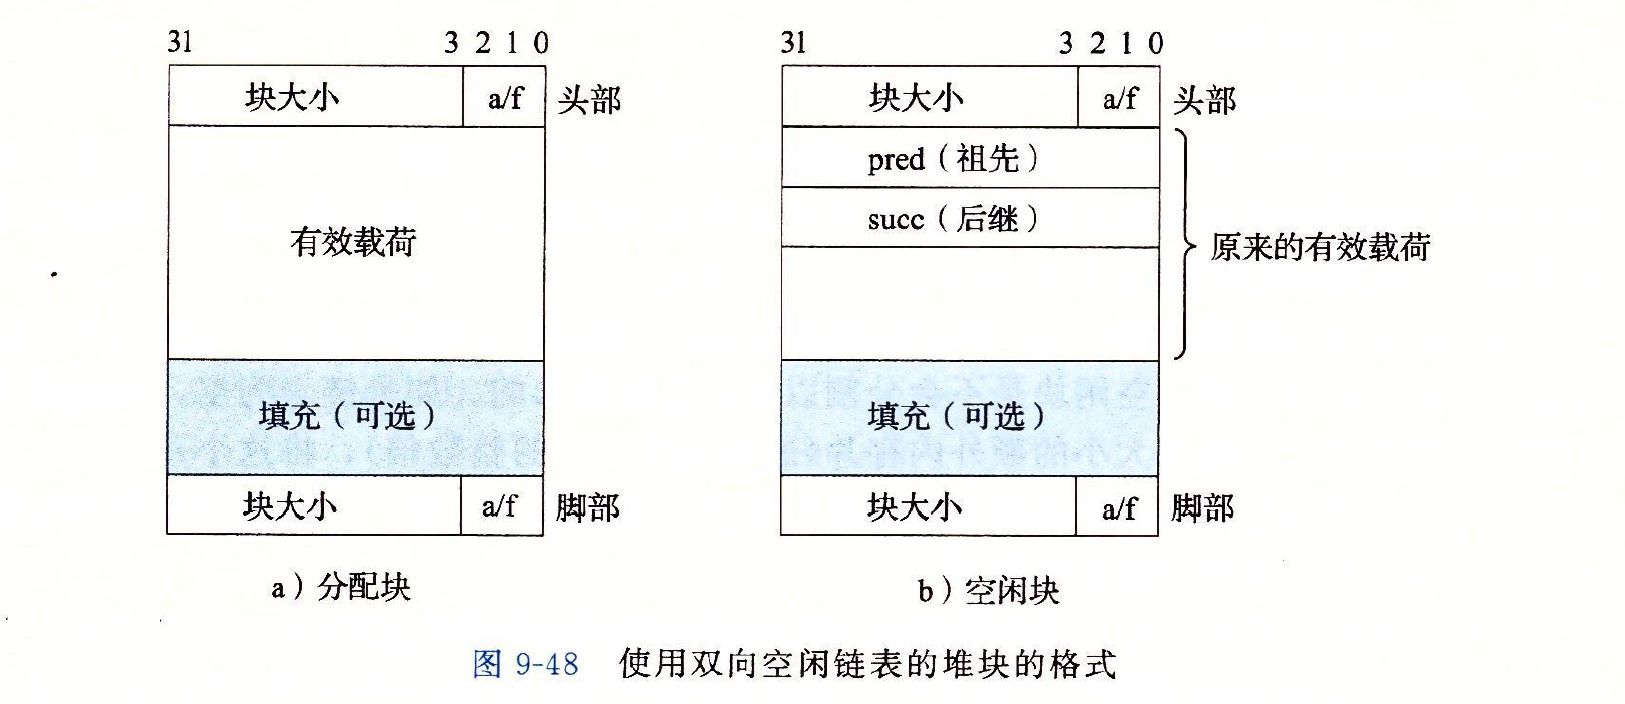 31 3 2 1 0
块大小 a/f 头部
有效载荷
填充（可选）
块大小 a/f 脚部
a）分配块
31 3 2 1 0
块大小 a/f 头部
pred（祖先）
succ（后继）
原来的有效载荷
填充（可选）
块大小 a/f 脚部
b）空闲块
图 9-48 使用双向空闲链表的堆块的格式